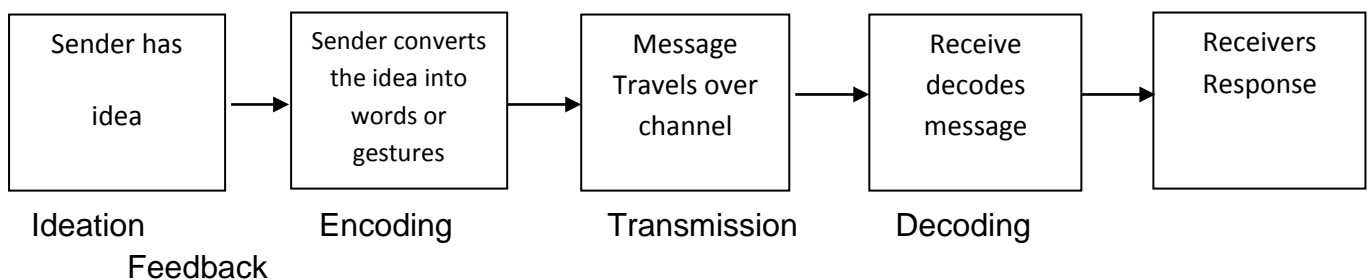 Sender has
idea
Sender converts
the idea into
words or
gestures
Message
Travels over
channel
Receive
decodes
message
Receivers
Response
Ideation
Encoding
Transmission
Decoding
Feedback